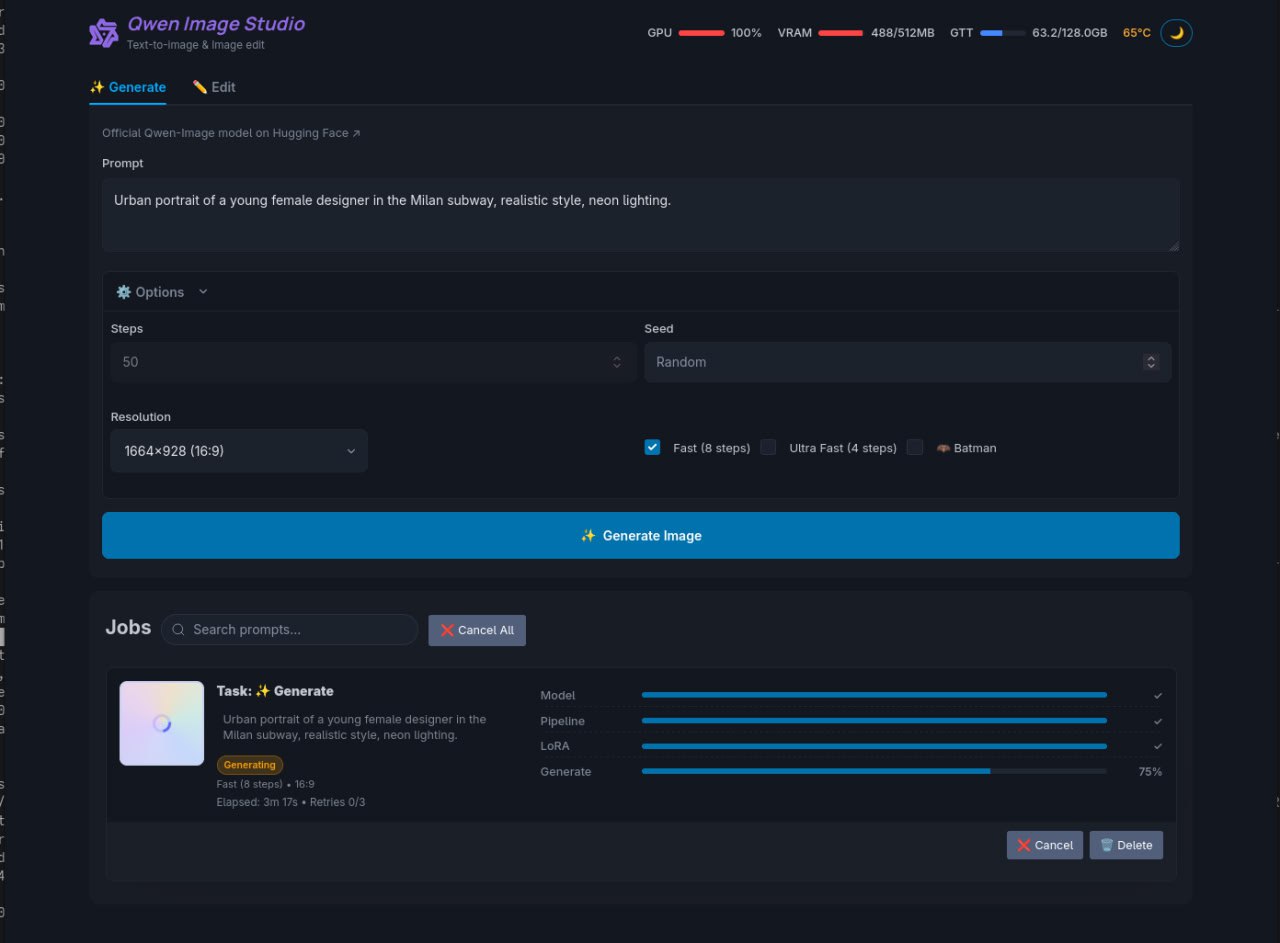 Qwen Image Studio
Text-to-image & Image edit
GPU 100% VRAM 488/512MB GTT 63.2/128.0GB 65°C
✨ Generate ✏️ Edit
Official Qwen-Image model on Hugging Face ↗
Prompt
Urban portrait of a young female designer in the Milan subway, realistic style, neon lighting.
⚙️ Options
Steps Seed
50 Random
Resolution
1664×928 (16:9)
Fast (8 steps) Ultra Fast (4 steps) 🦇 Batman
✨ Generate Image
Jobs Search prompts... ❌ Cancel All
Task: ✨ Generate
Urban portrait of a young female designer in the
Milan subway, realistic style, neon lighting.
Generating
Fast (8 steps) • 16:9
Elapsed: 3m 17s • Retries 0/3
Model ✓
Pipeline ✓
LoRA ✓
Generate 75%
❌ Cancel 🗑️ Delete